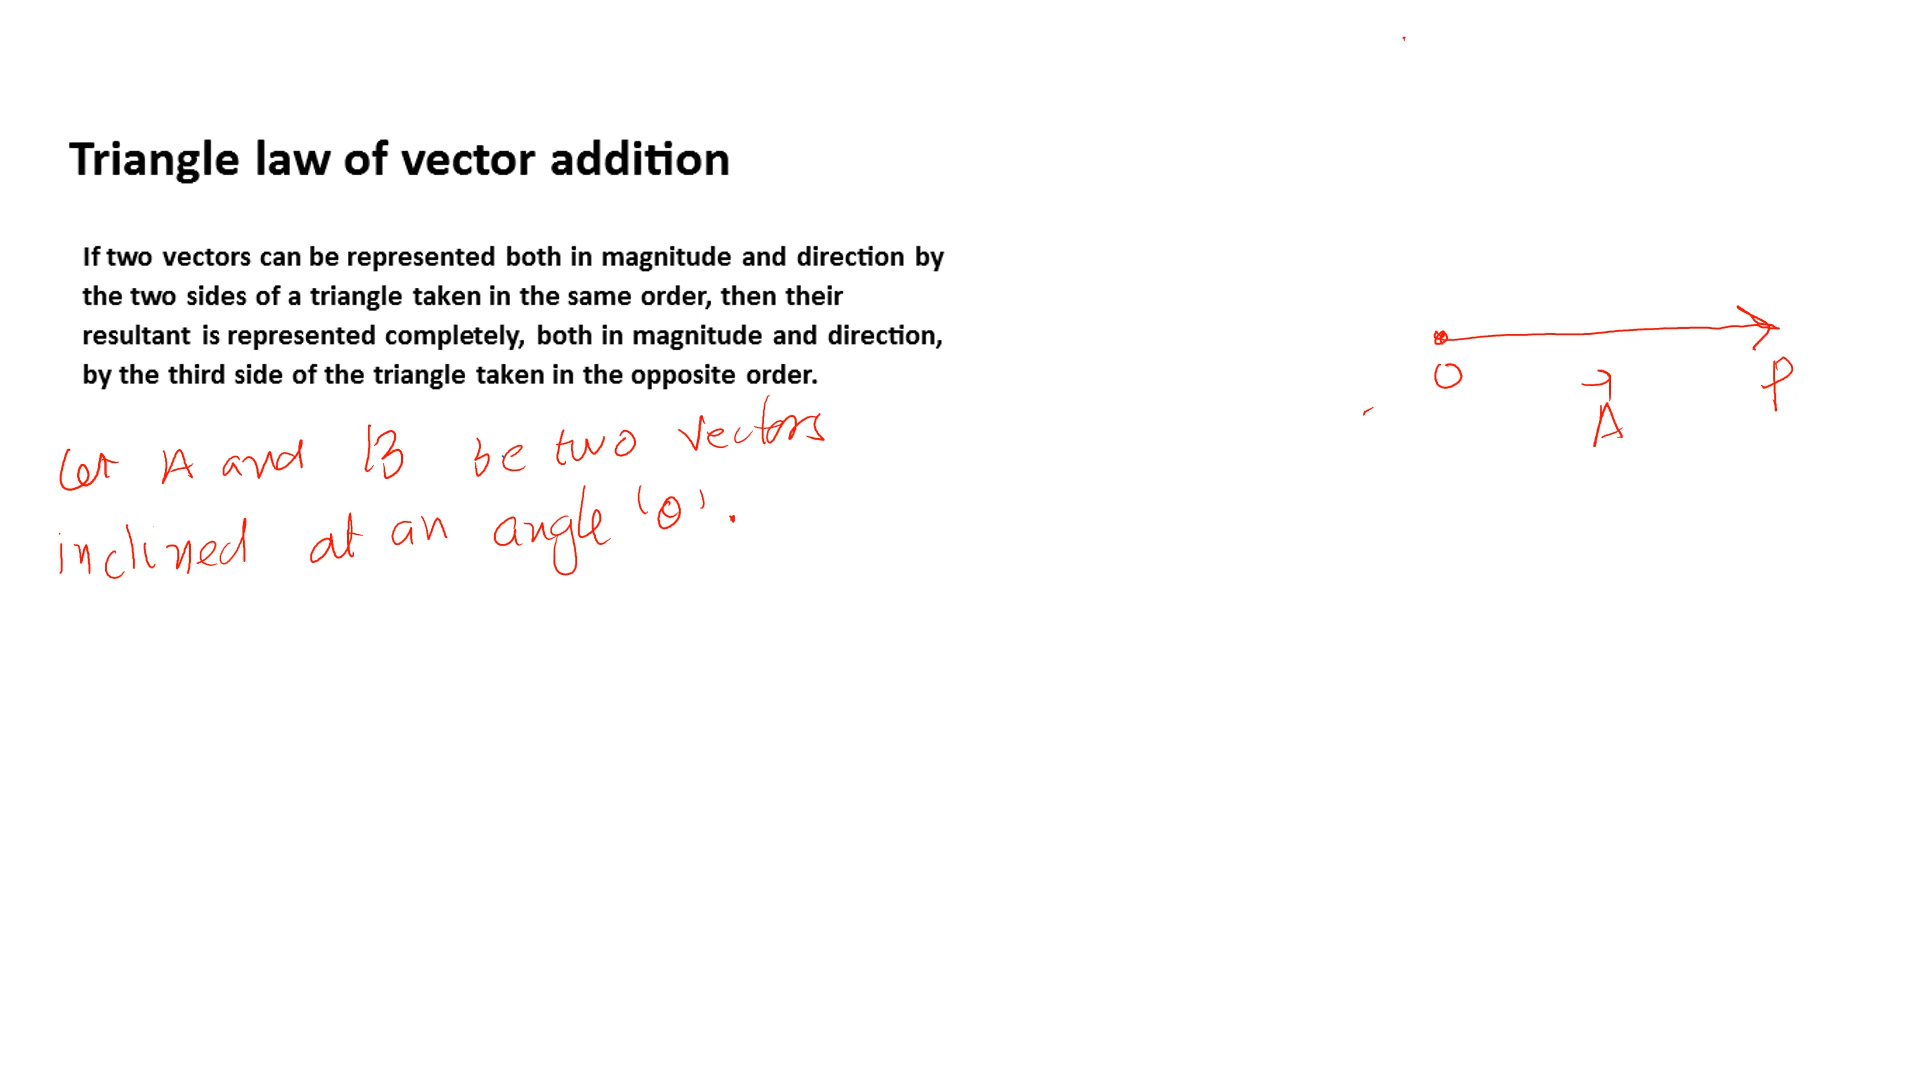 Triangle law of vector addition
If two vectors can be represented both in magnitude and direction by
the two sides of a triangle taken in the same order, then their
resultant is represented completely, both in magnitude and direction,
by the third side of the triangle taken in the opposite order.
Let A and B be two vectors
inclined at an angle 'θ'.
O
P
A